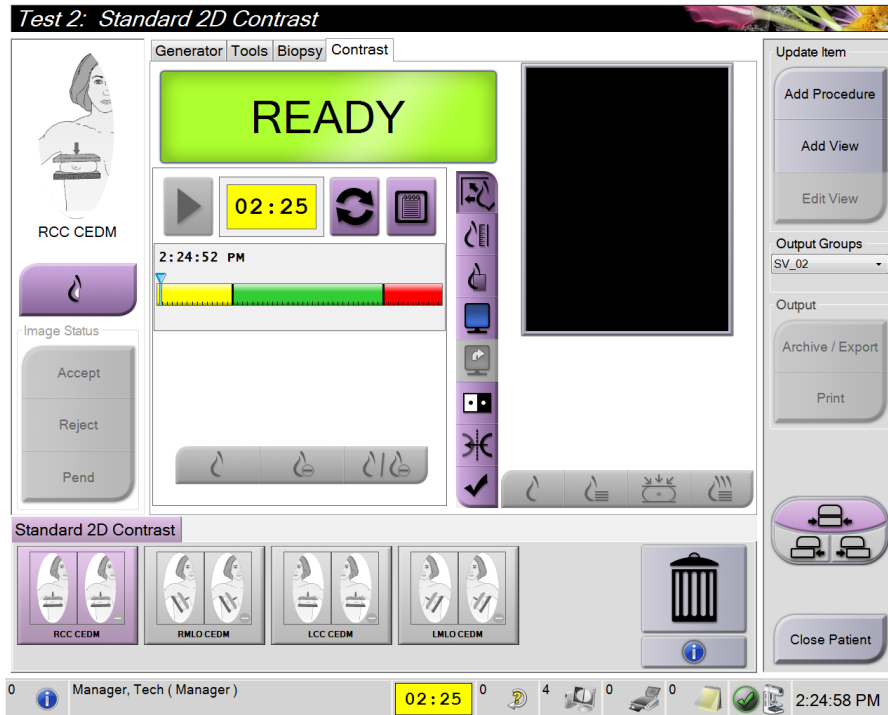 Test 2: Standard 2D Contrast
Generator
Tools
Biopsy
Contrast
READY
02:25
2:24:52 PM
RCC CEDM
Image Status
Accept
Reject
Pend
Update Item
Add Procedure
Add View
Edit View
Output Groups
SV_02
Output
Archive / Export
Print
Standard 2D Contrast
RCC CEDM
RMLO CEDM
LCC CEDM
LMLO CEDM
Close Patient
0
Manager, Tech ( Manager )
02:25
0
4
0
0
2:24:58 PM